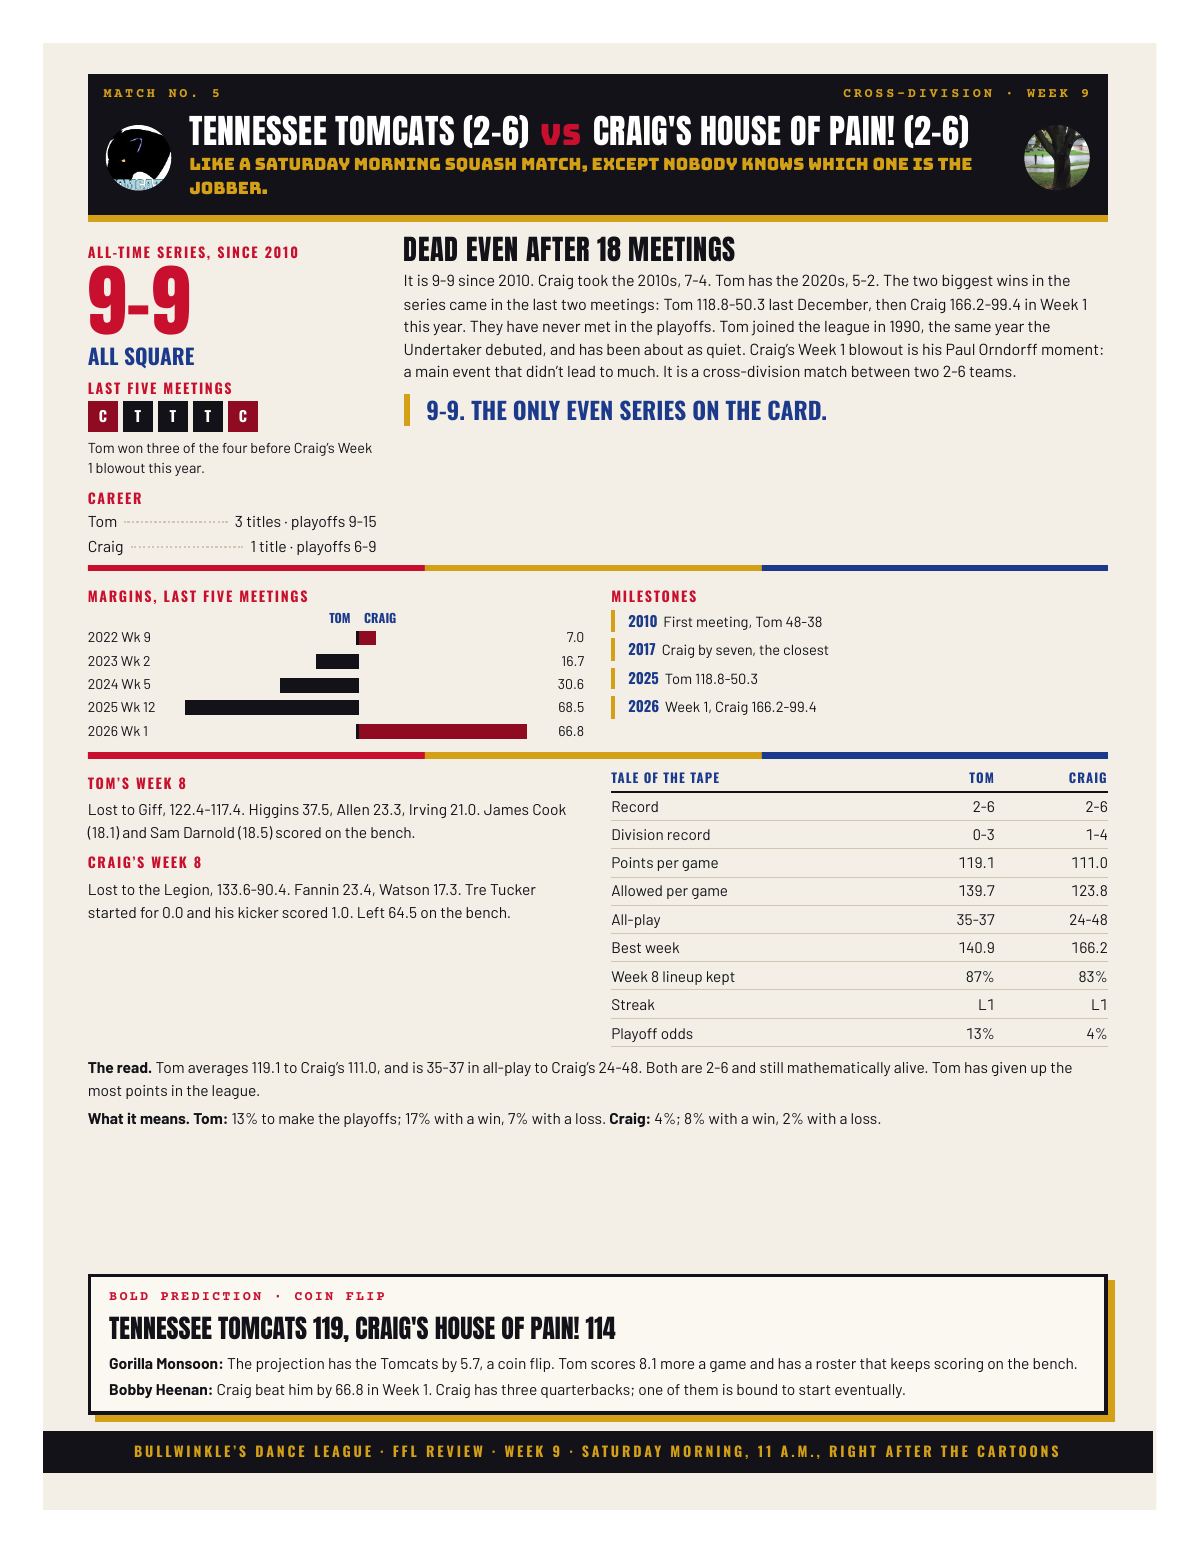 MATCH NO. 5
CROSS-DIVISION · WEEK 9
TENNESSEE TOMCATS (2-6) VS CRAIG'S HOUSE OF PAIN! (2-6)
LIKE A SATURDAY MORNING SQUASH MATCH, EXCEPT NOBODY KNOWS WHICH ONE IS THE
JOBBER.
ALL-TIME SERIES, SINCE 2010
9-9
ALL SQUARE
LAST FIVE MEETINGS
C T T T C
Tom won three of the four before Craig's Week
1 blowout this year.
CAREER
Tom 3 titles · playoffs 9-15
Craig 1 title · playoffs 6-9
DEAD EVEN AFTER 18 MEETINGS
It is 9-9 since 2010. Craig took the 2010s, 7-4. Tom has the 2020s, 5-2. The two biggest wins in the
series came in the last two meetings: Tom 118.8-50.3 last December, then Craig 166.2-99.4 in Week 1
this year. They have never met in the playoffs. Tom joined the league in 1990, the same year the
Undertaker debuted, and has been about as quiet. Craig's Week 1 blowout is his Paul Orndorff moment:
a main event that didn't lead to much. It is a cross-division match between two 2-6 teams.
9-9. THE ONLY EVEN SERIES ON THE CARD.
MARGINS, LAST FIVE MEETINGS
TOM CRAIG
2022 Wk 9 7.0
2023 Wk 2 16.7
2024 Wk 5 30.6
2025 Wk 12 68.5
2026 Wk 1 66.8
MILESTONES
2010 First meeting, Tom 48-38
2017 Craig by seven, the closest
2025 Tom 118.8-50.3
2026 Week 1, Craig 166.2-99.4
TOM'S WEEK 8
Lost to Giff, 122.4-117.4. Higgins 37.5, Allen 23.3, Irving 21.0. James Cook
(18.1) and Sam Darnold (18.5) scored on the bench.
CRAIG'S WEEK 8
Lost to the Legion, 133.6-90.4. Fannin 23.4, Watson 17.3. Tre Tucker
started for 0.0 and his kicker scored 1.0. Left 64.5 on the bench.
TALE OF THE TAPE TOM CRAIG
Record 2-6 2-6
Division record 0-3 1-4
Points per game 119.1 111.0
Allowed per game 139.7 123.8
All-play 35-37 24-48
Best week 140.9 166.2
Week 8 lineup kept 87% 83%
Streak L1 L1
Playoff odds 13% 4%
The read. Tom averages 119.1 to Craig's 111.0, and is 35-37 in all-play to Craig's 24-48. Both are 2-6 and still mathematically alive. Tom has given up the
most points in the league.
What it means. Tom: 13% to make the playoffs; 17% with a win, 7% with a loss. Craig: 4%; 8% with a win, 2% with a loss.
BOLD PREDICTION · COIN FLIP
TENNESSEE TOMCATS 119, CRAIG'S HOUSE OF PAIN! 114
Gorilla Monsoon: The projection has the Tomcats by 5.7, a coin flip. Tom scores 8.1 more a game and has a roster that keeps scoring on the bench.
Bobby Heenan: Craig beat him by 66.8 in Week 1. Craig has three quarterbacks; one of them is bound to start eventually.
BULLWINKLE'S DANCE LEAGUE · FFL REVIEW · WEEK 9 · SATURDAY MORNING, 11 A.M., RIGHT AFTER THE CARTOONS